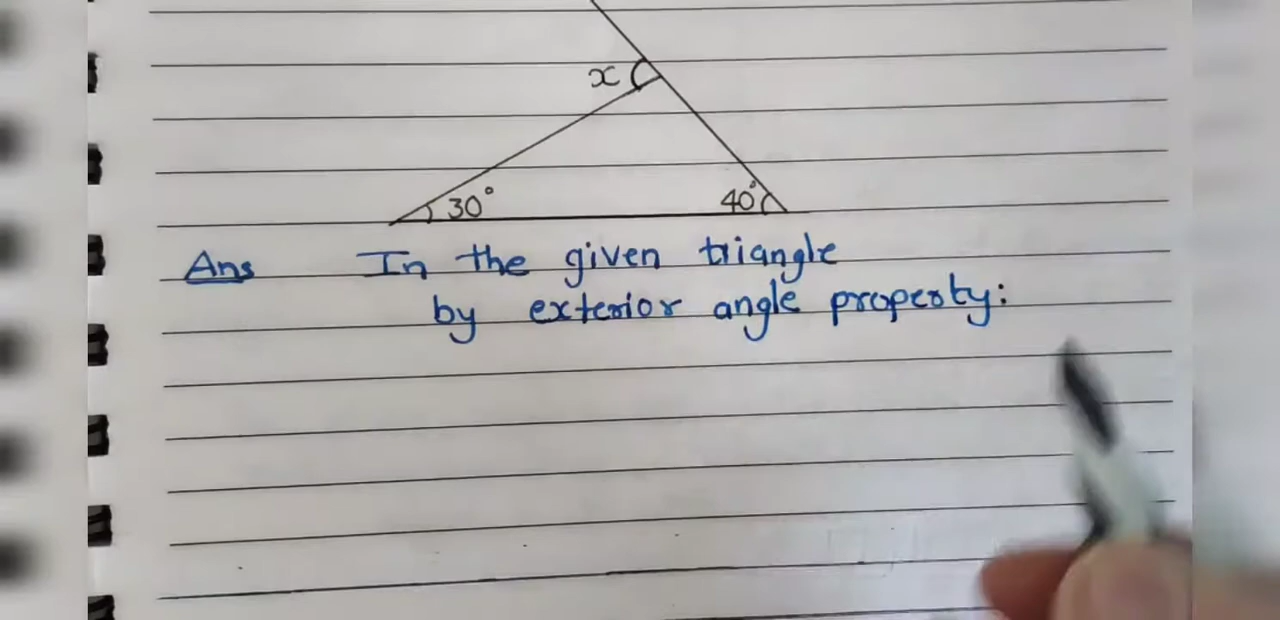 x
30°
40°
Ans In the given triangle
by exterior angle property: